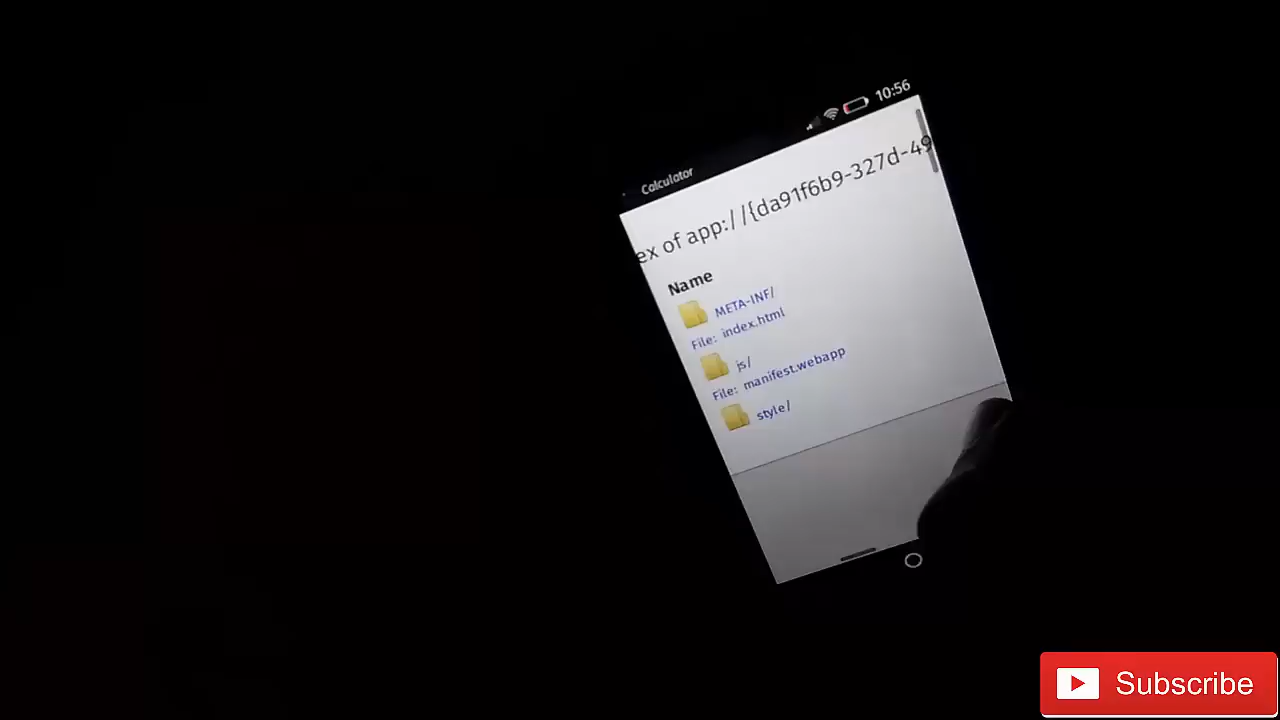 10:56
Calculator
ex of app://{da91f6b9-327d-49
Name
META-INF/
File: index.html
js/
File: manifest.webapp
style/
Subscribe